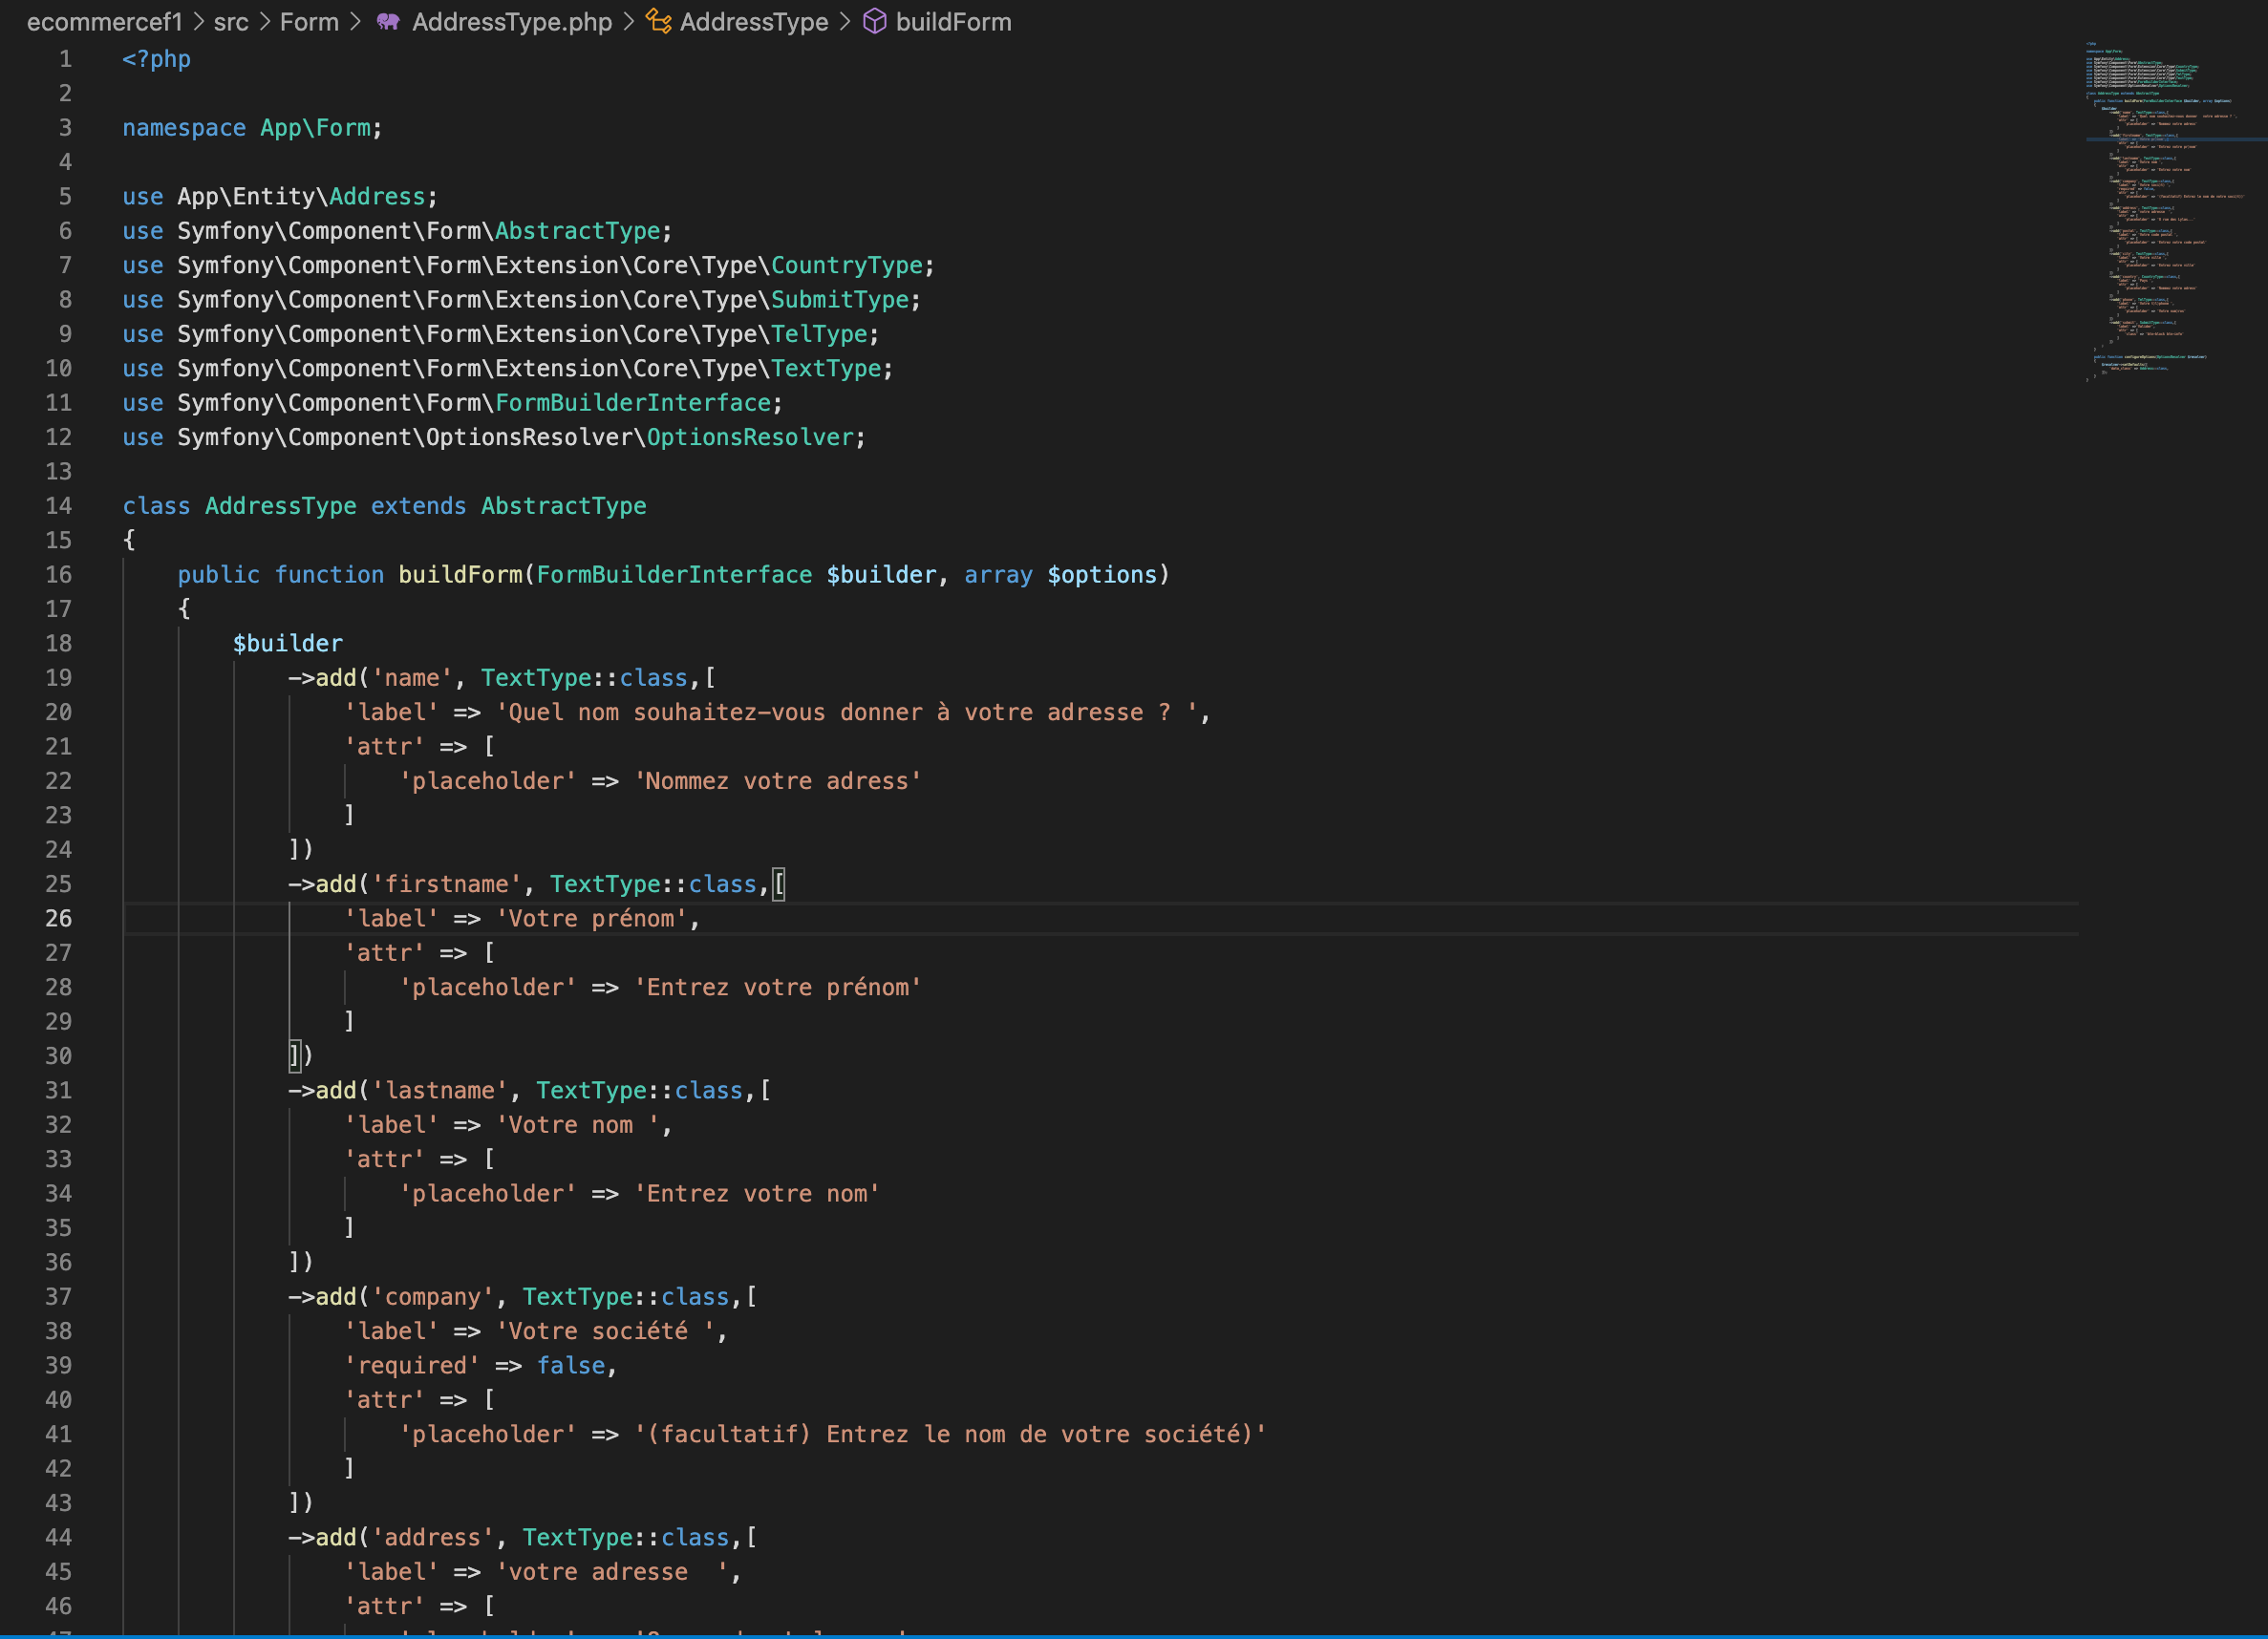 ecommercef1 > src > Form > AddressType.php > AddressType > buildForm
1 <?php
2
3 namespace App\Form;
4
5 use App\Entity\Address;
6 use Symfony\Component\Form\AbstractType;
7 use Symfony\Component\Form\Extension\Core\Type\CountryType;
8 use Symfony\Component\Form\Extension\Core\Type\SubmitType;
9 use Symfony\Component\Form\Extension\Core\Type\TelType;
10 use Symfony\Component\Form\Extension\Core\Type\TextType;
11 use Symfony\Component\Form\FormBuilderInterface;
12 use Symfony\Component\OptionsResolver\OptionsResolver;
13
14 class AddressType extends AbstractType
15 {
16     public function buildForm(FormBuilderInterface $builder, array $options)
17     {
18         $builder
19             ->add('name', TextType::class,[
20                 'label' => 'Quel nom souhaitez-vous donner à votre adresse ? ',
21                 'attr' => [
22                     'placeholder' => 'Nommez votre adress'
23                 ]
24             ])
25             ->add('firstname', TextType::class,[
26                 'label' => 'Votre prénom',
27                 'attr' => [
28                     'placeholder' => 'Entrez votre prénom'
29                 ]
30             ])
31             ->add('lastname', TextType::class,[
32                 'label' => 'Votre nom ',
33                 'attr' => [
34                     'placeholder' => 'Entrez votre nom'
35                 ]
36             ])
37             ->add('company', TextType::class,[
38                 'label' => 'Votre société ',
39                 'required' => false,
40                 'attr' => [
41                     'placeholder' => '(facultatif) Entrez le nom de votre société)'
42                 ]
43             ])
44             ->add('address', TextType::class,[
45                 'label' => 'votre adresse  ',
46                 'attr' => [